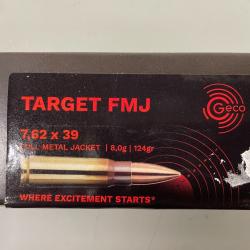 TARGET FMJ
Geco
7,62 x 39
FULL METAL JACKET | 8,0g | 124gr
WHERE EXCITEMENT STARTS®